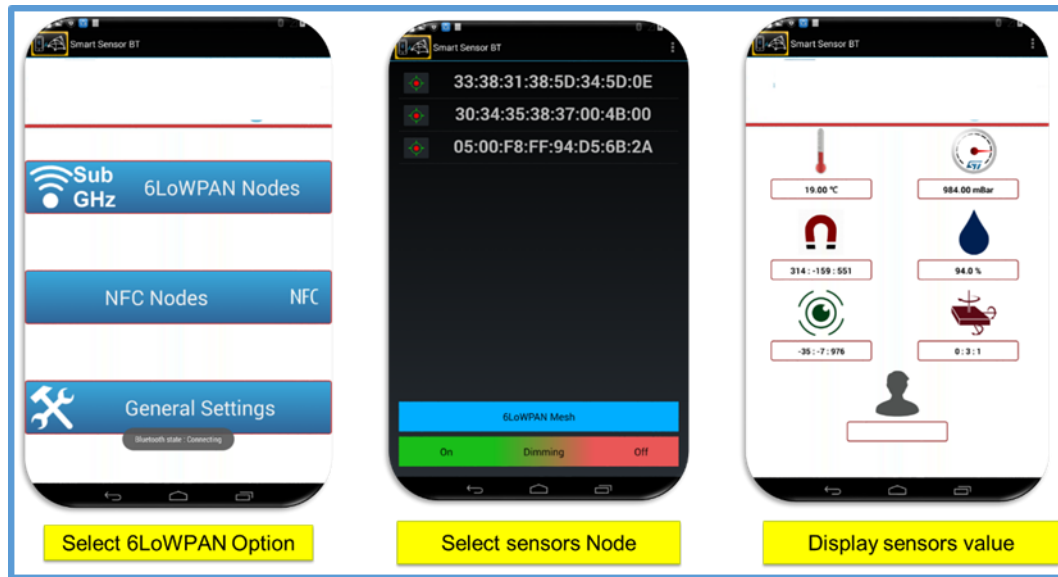 Smart Sensor BT
Sub
GHz
6LoWPAN Nodes
NFC Nodes
NFC
General Settings
Bluetooth state : Connecting
Select 6LoWPAN Option
Smart Sensor BT
33:38:31:38:5D:34:5D:0E
30:34:35:38:37:00:4B:00
05:00:F8:FF:94:D5:6B:2A
6LoWPAN Mesh
On Dimming Off
Select sensors Node
Smart Sensor BT
19.00 °C
984.00 mBar
314 : -159 : 551
94.0 %
-35 : -7 : 976
0 : 3 : 1
Display sensors value